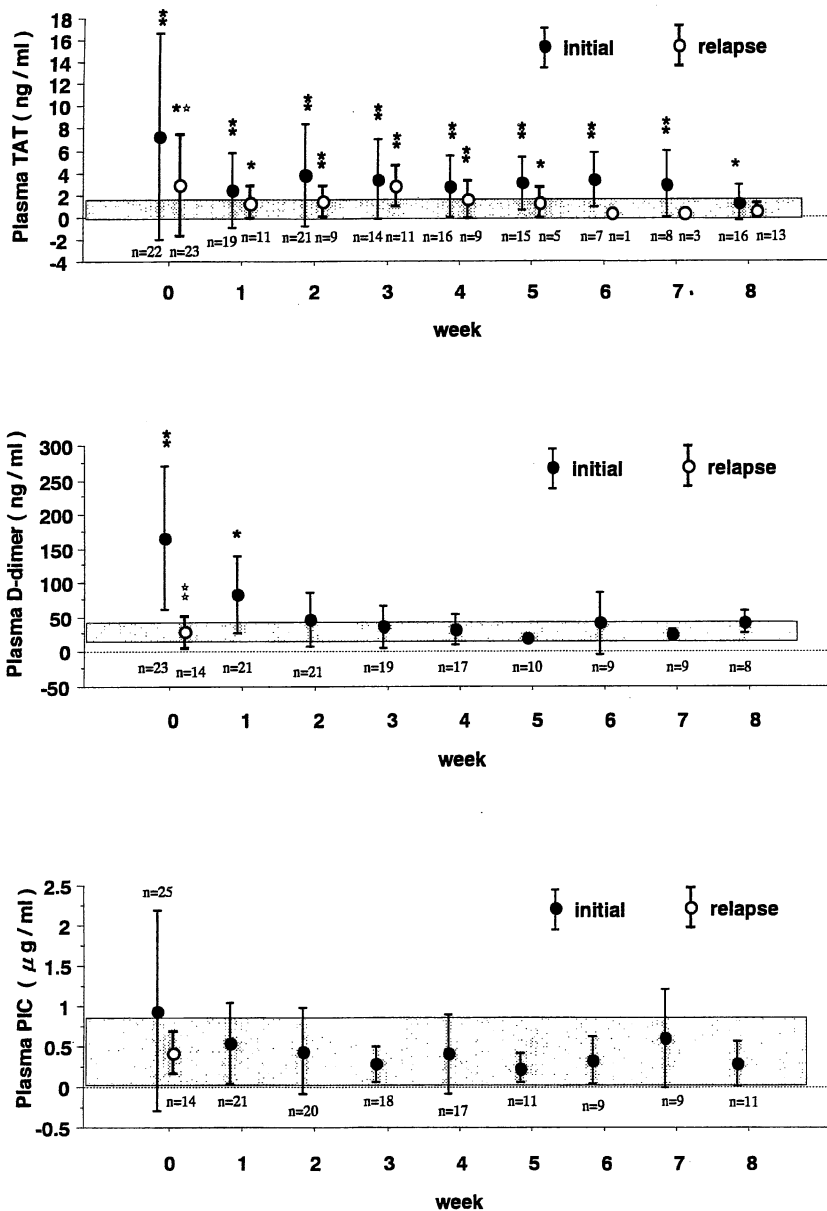 Plasma TAT ( ng / ml )
18
16
14
12
10
8
6
4
2
0
-2
-4
initial
relapse
** *☆ ** * ** ** ** ** ** ** ** * ** ** *
n=22 n=23 n=19 n=11 n=21 n=9 n=14 n=11 n=16 n=9 n=15 n=5 n=7 n=1 n=8 n=3 n=16 n=13
0 1 2 3 4 5 6 7 8
week
Plasma D-dimer ( ng / ml )
300
250
200
150
100
50
0
-50
initial
relapse
** ☆☆ *
n=23 n=14 n=21 n=21 n=19 n=17 n=10 n=9 n=9 n=8
0 1 2 3 4 5 6 7 8
week
Plasma PIC ( μg / ml )
2.5
2
1.5
1
0.5
0
-0.5
n=25
initial
relapse
n=14 n=21 n=20 n=18 n=17 n=11 n=9 n=9 n=11
0 1 2 3 4 5 6 7 8
week